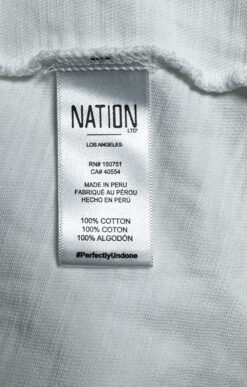 NATION
LTD
LOS ANGELES
RN# 150751
CA# 40554
MADE IN PERU
FABRIQUÉ AU PÉROU
HECHO EN PERÚ
100% COTTON
100% COTON
100% ALGODÓN
#PerfectlyUndone